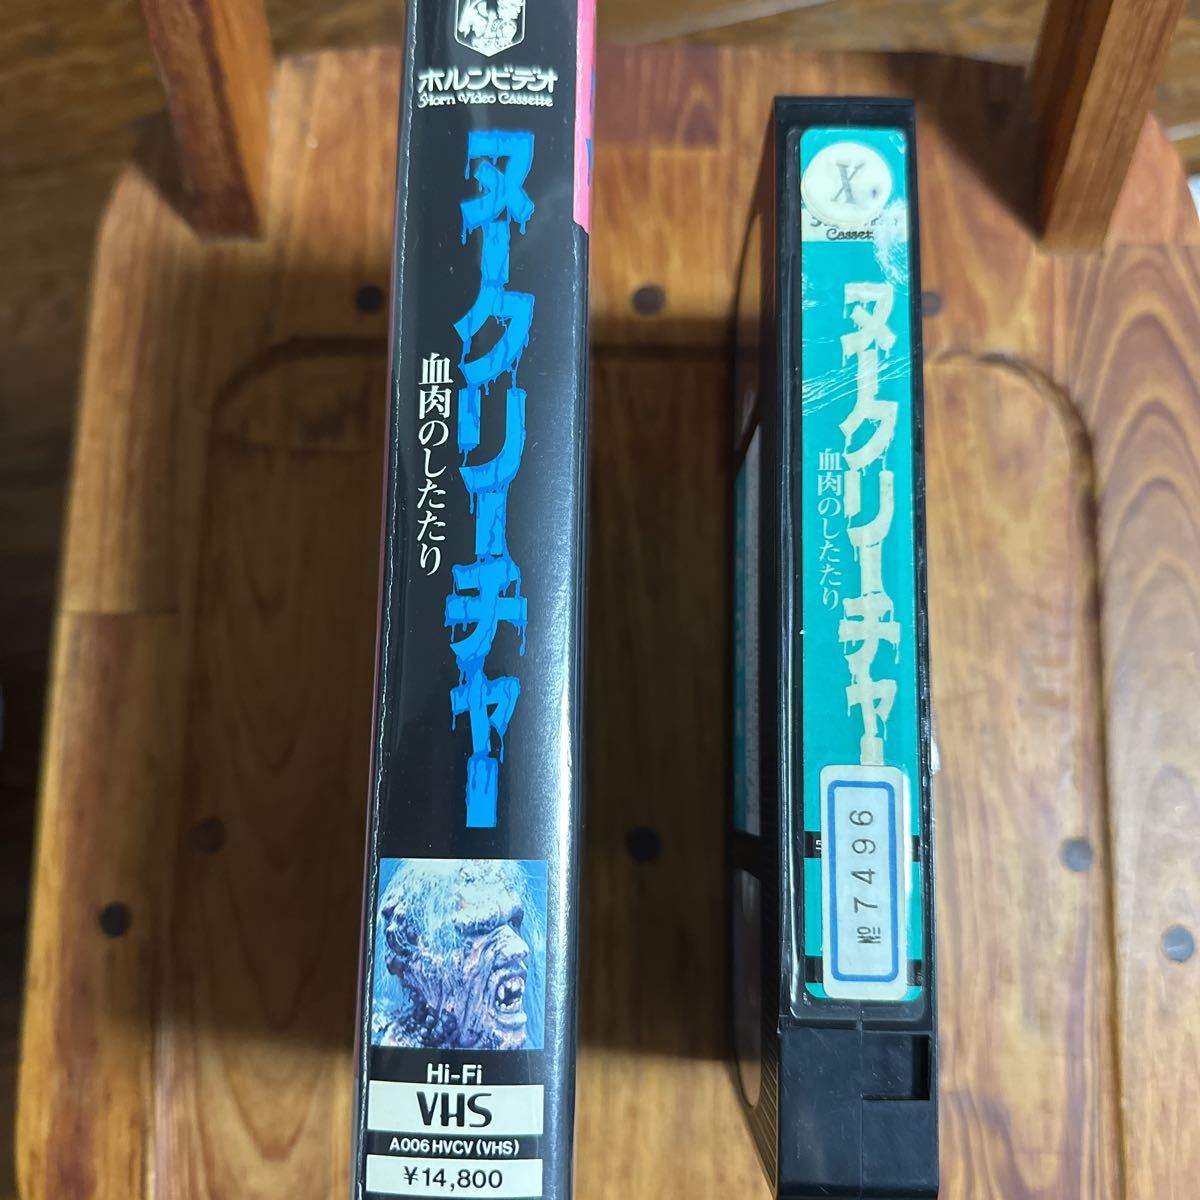 ホルンビデオ
Horn Video Cassette
ヌークリーチャー
血肉のしたたり
Hi-Fi
VHS
A006HVCV(VHS)
¥14,800
X
ヌークリーチャー
血肉のしたたり
№ 7496